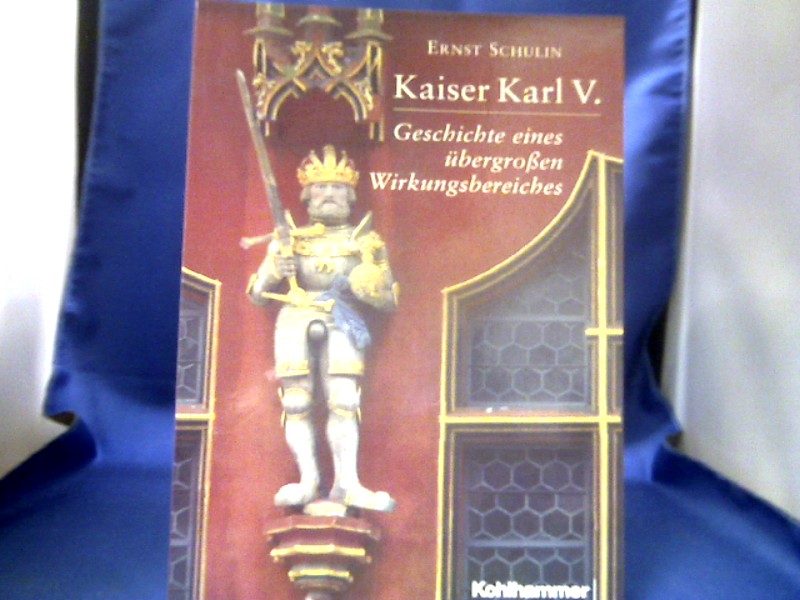 ERNST SCHULIN
Kaiser Karl V.
Geschichte eines
übergroßen
Wirkungsbereiches
Kohlhammer